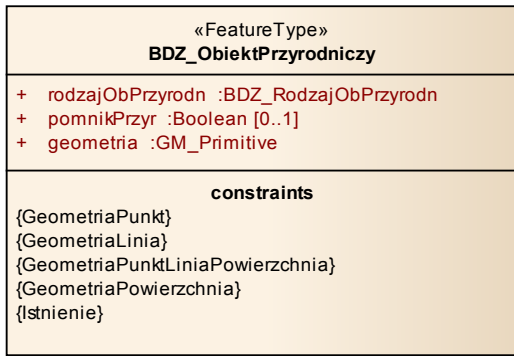 «FeatureType»
BDZ_ObiektPrzyrodniczy
+ rodzajObPrzyrodn :BDZ_RodzajObPrzyrodn
+ pomnikPrzyr :Boolean [0..1]
+ geometria :GM_Primitive
constraints
{GeometriaPunkt}
{GeometriaLinia}
{GeometriaPunktLiniaPowierzchnia}
{GeometriaPowierzchnia}
{Istnienie}